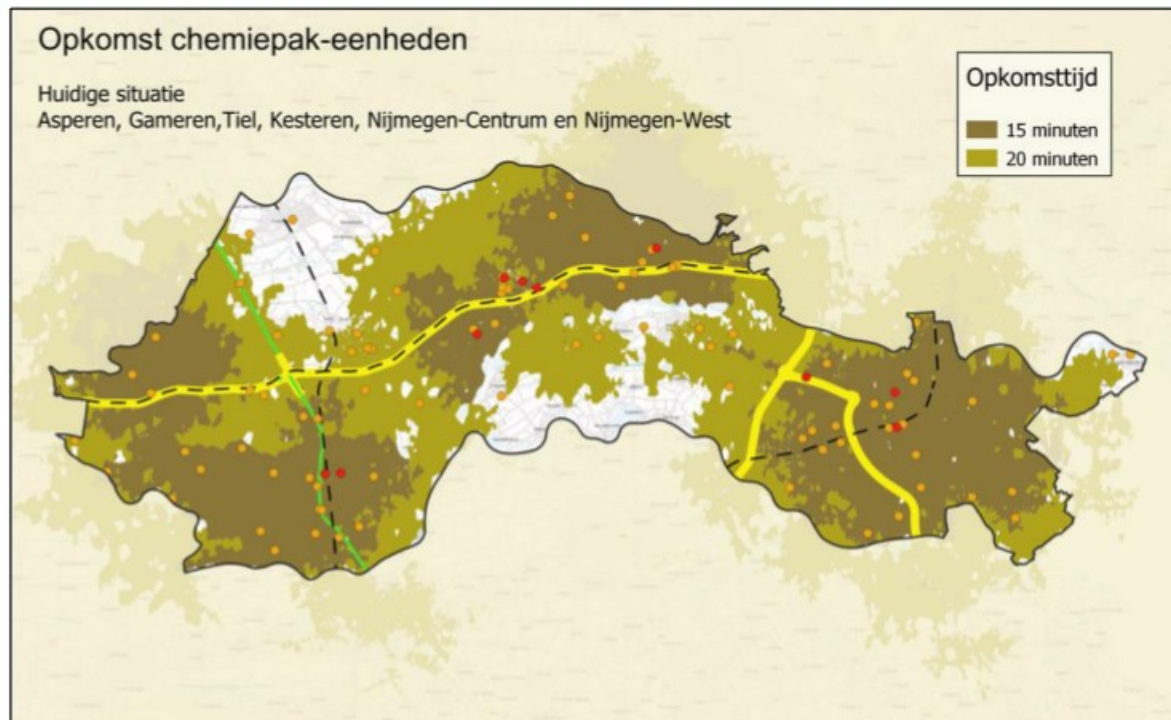 Opkomst chemiepak-eenheden
Huidige situatie
Asperen, Gameren,Tiel, Kesteren, Nijmegen-Centrum en Nijmegen-West
Opkomsttijd
15 minuten
20 minuten